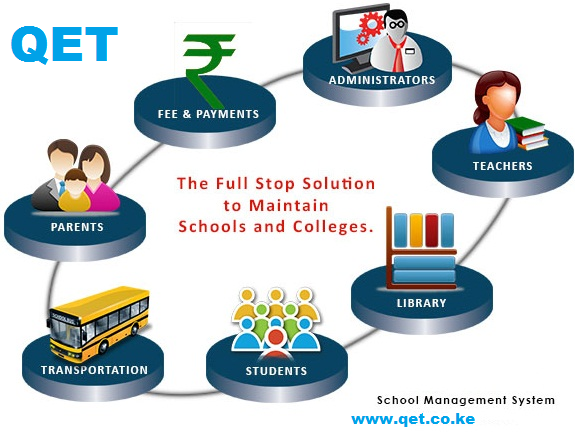 QET
ADMINISTRATORS
FEE & PAYMENTS
TEACHERS
The Full Stop Solution
to Maintain
Schools and Colleges.
PARENTS
LIBRARY
TRANSPORTATION
STUDENTS
School Management System
www.qet.co.ke